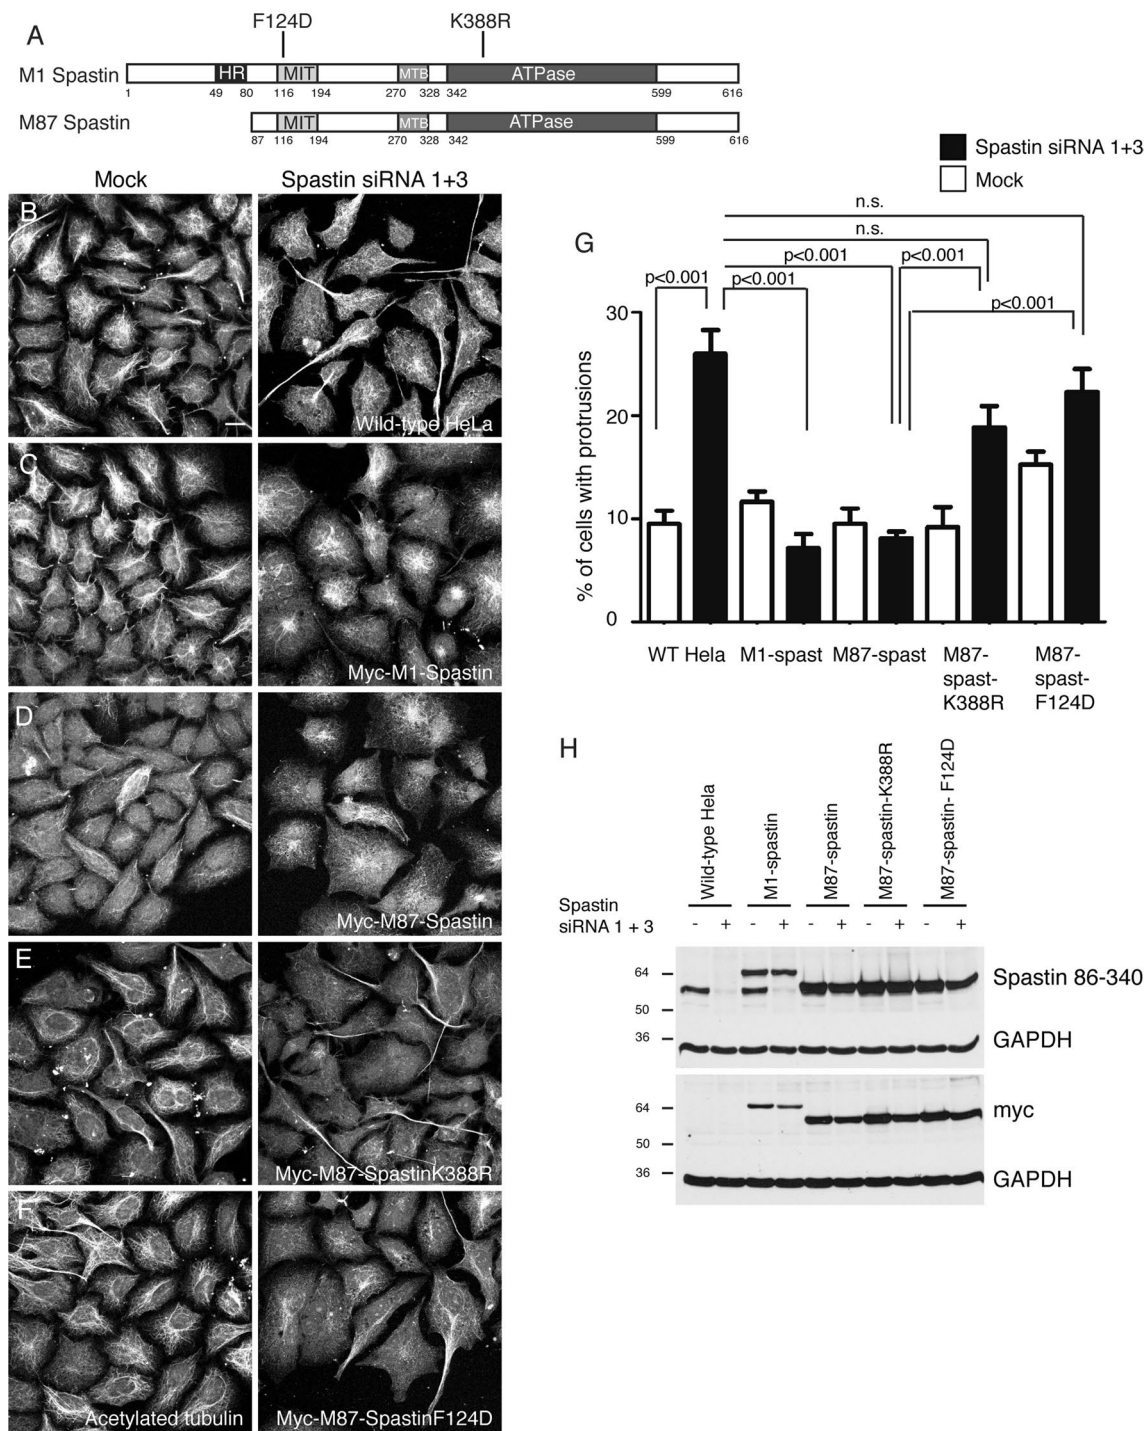 A
F124D K388R
M1 Spastin HR MIT MTB ATPase
1 49 80 116 194 270 328 342 599 616
M87 Spastin MIT MTB ATPase
87 116 194 270 328 342 599 616
Mock Spastin siRNA 1+3
B
Wild-type HeLa
C
Myc-M1-Spastin
D
Myc-M87-Spastin
E
Myc-M87-SpastinK388R
F
Acetylated tubulin
Myc-M87-SpastinF124D
Spastin siRNA 1+3
Mock
G
n.s.
n.s.
p<0.001 p<0.001
p<0.001 p<0.001
p<0.001
% of cells with protrusions
30
20
10
0
WT Hela M1-spast M87-spast M87-spast-K388R M87-spast-F124D
H
Wild-type Hela
M1-spastin
M87-spastin
M87-spastin-K388R
M87-spastin- F124D
Spastin
siRNA 1 + 3 - + - + - + - + - +
64
50
36
Spastin 86-340
GAPDH
64
50
36
myc
GAPDH